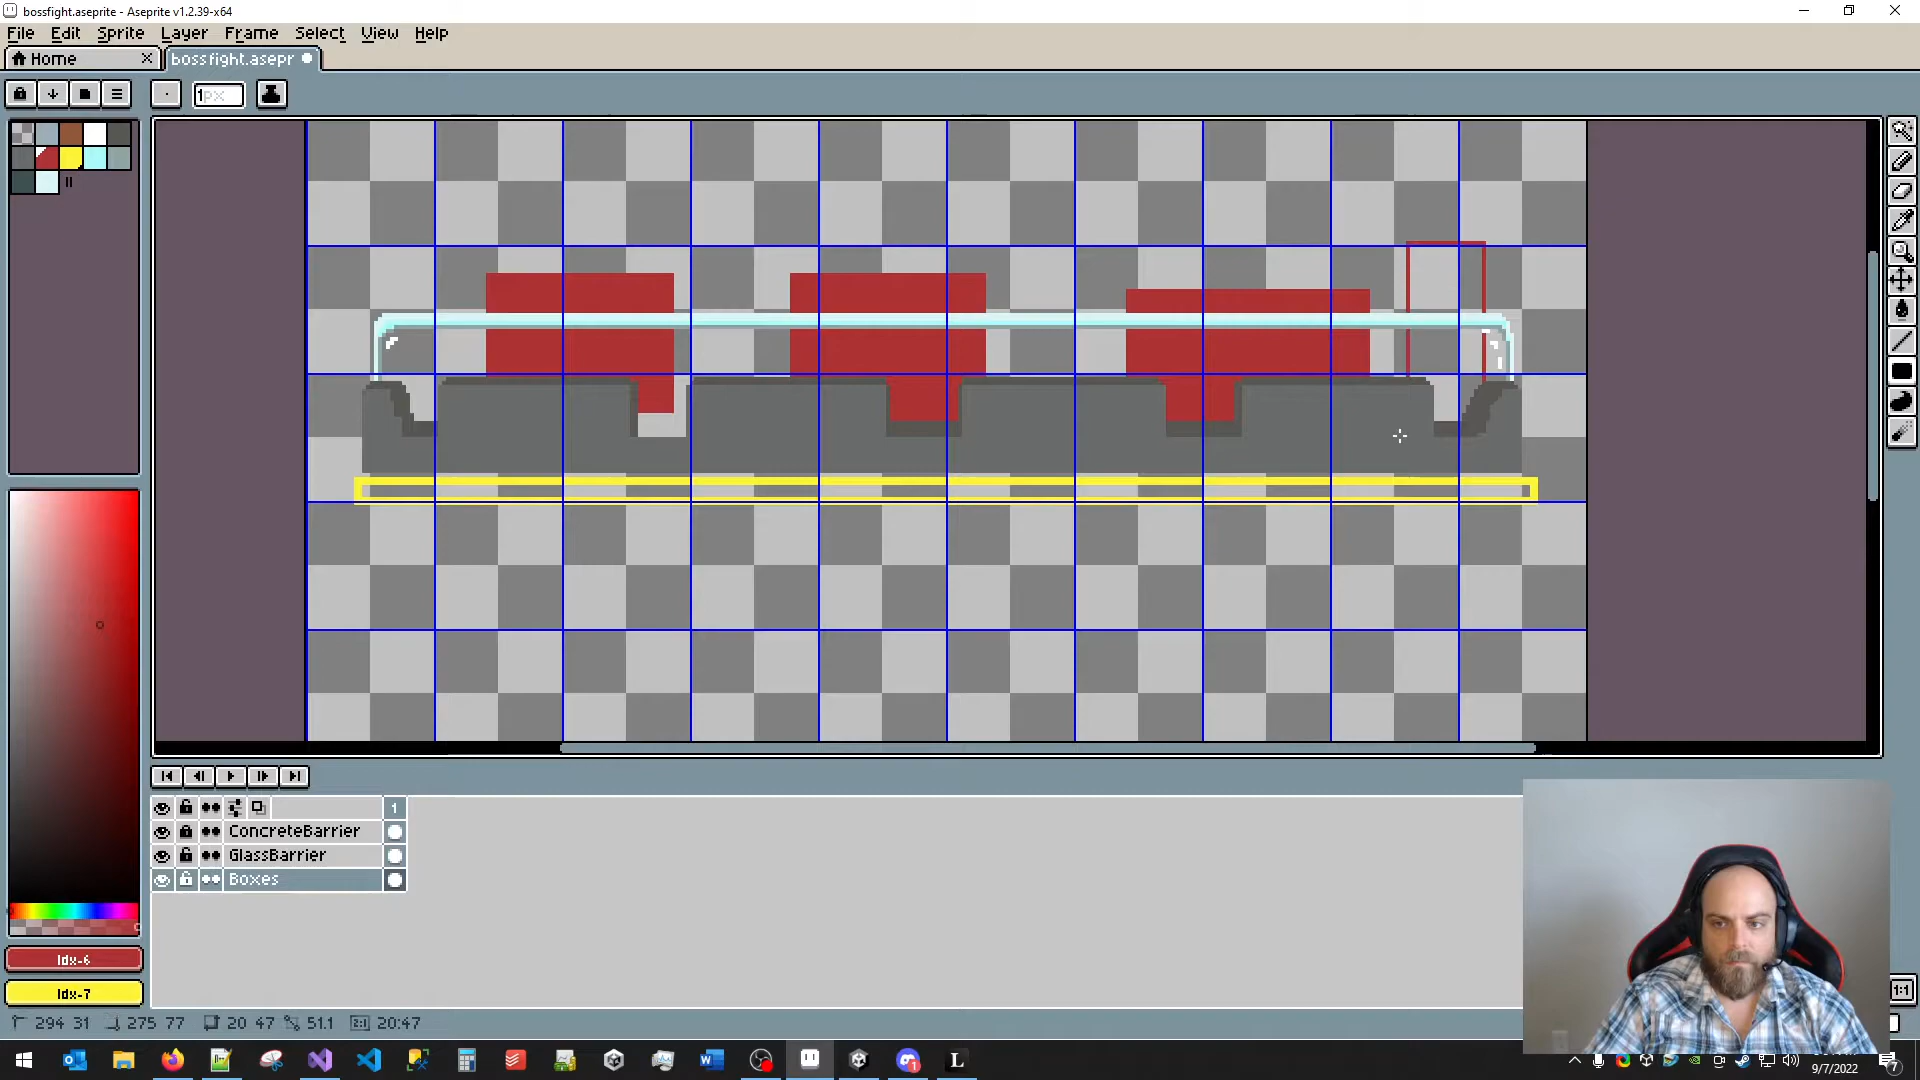 bossfight.aseprite - Aseprite v1.2.39-x64
File Edit Sprite Layer View Frame Select View Help
Home
bossfight.asepr
1px
1
ConcreteBarrier
GlassBarrier
Boxes
Idx-6
Idx-7
294 31 275 77 20 47 51.1 20:47
1:1
9/7/2022